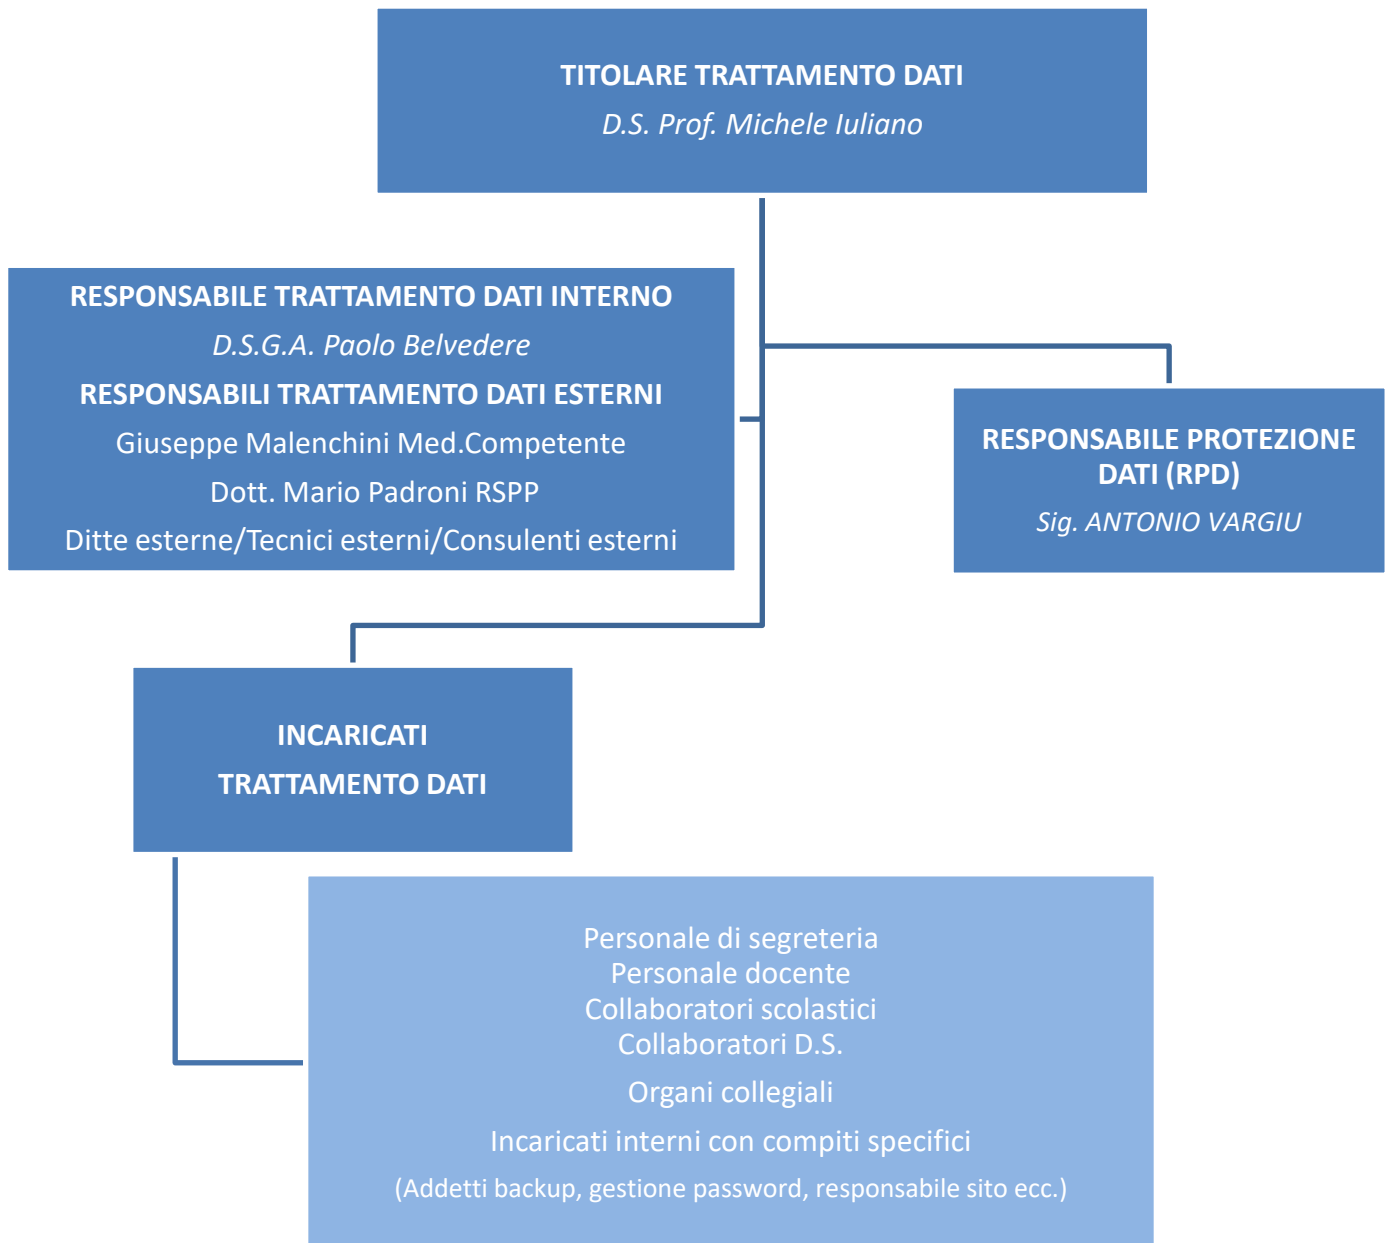 TITOLARE TRATTAMENTO DATI
D.S. Prof. Michele Iuliano
RESPONSABILE TRATTAMENTO DATI INTERNO
D.S.G.A. Paolo Belvedere
RESPONSABILI TRATTAMENTO DATI ESTERNI
Giuseppe Malenchini Med.Competente
Dott. Mario Padroni RSPP
Ditte esterne/Tecnici esterni/Consulenti esterni
RESPONSABILE PROTEZIONE
DATI (RPD)
Sig. ANTONIO VARGIU
INCARICATI
TRATTAMENTO DATI
Personale di segreteria
Personale docente
Collaboratori scolastici
Collaboratori D.S.
Organi collegiali
Incaricati interni con compiti specifici
(Addetti backup, gestione password, responsabile sito ecc.)